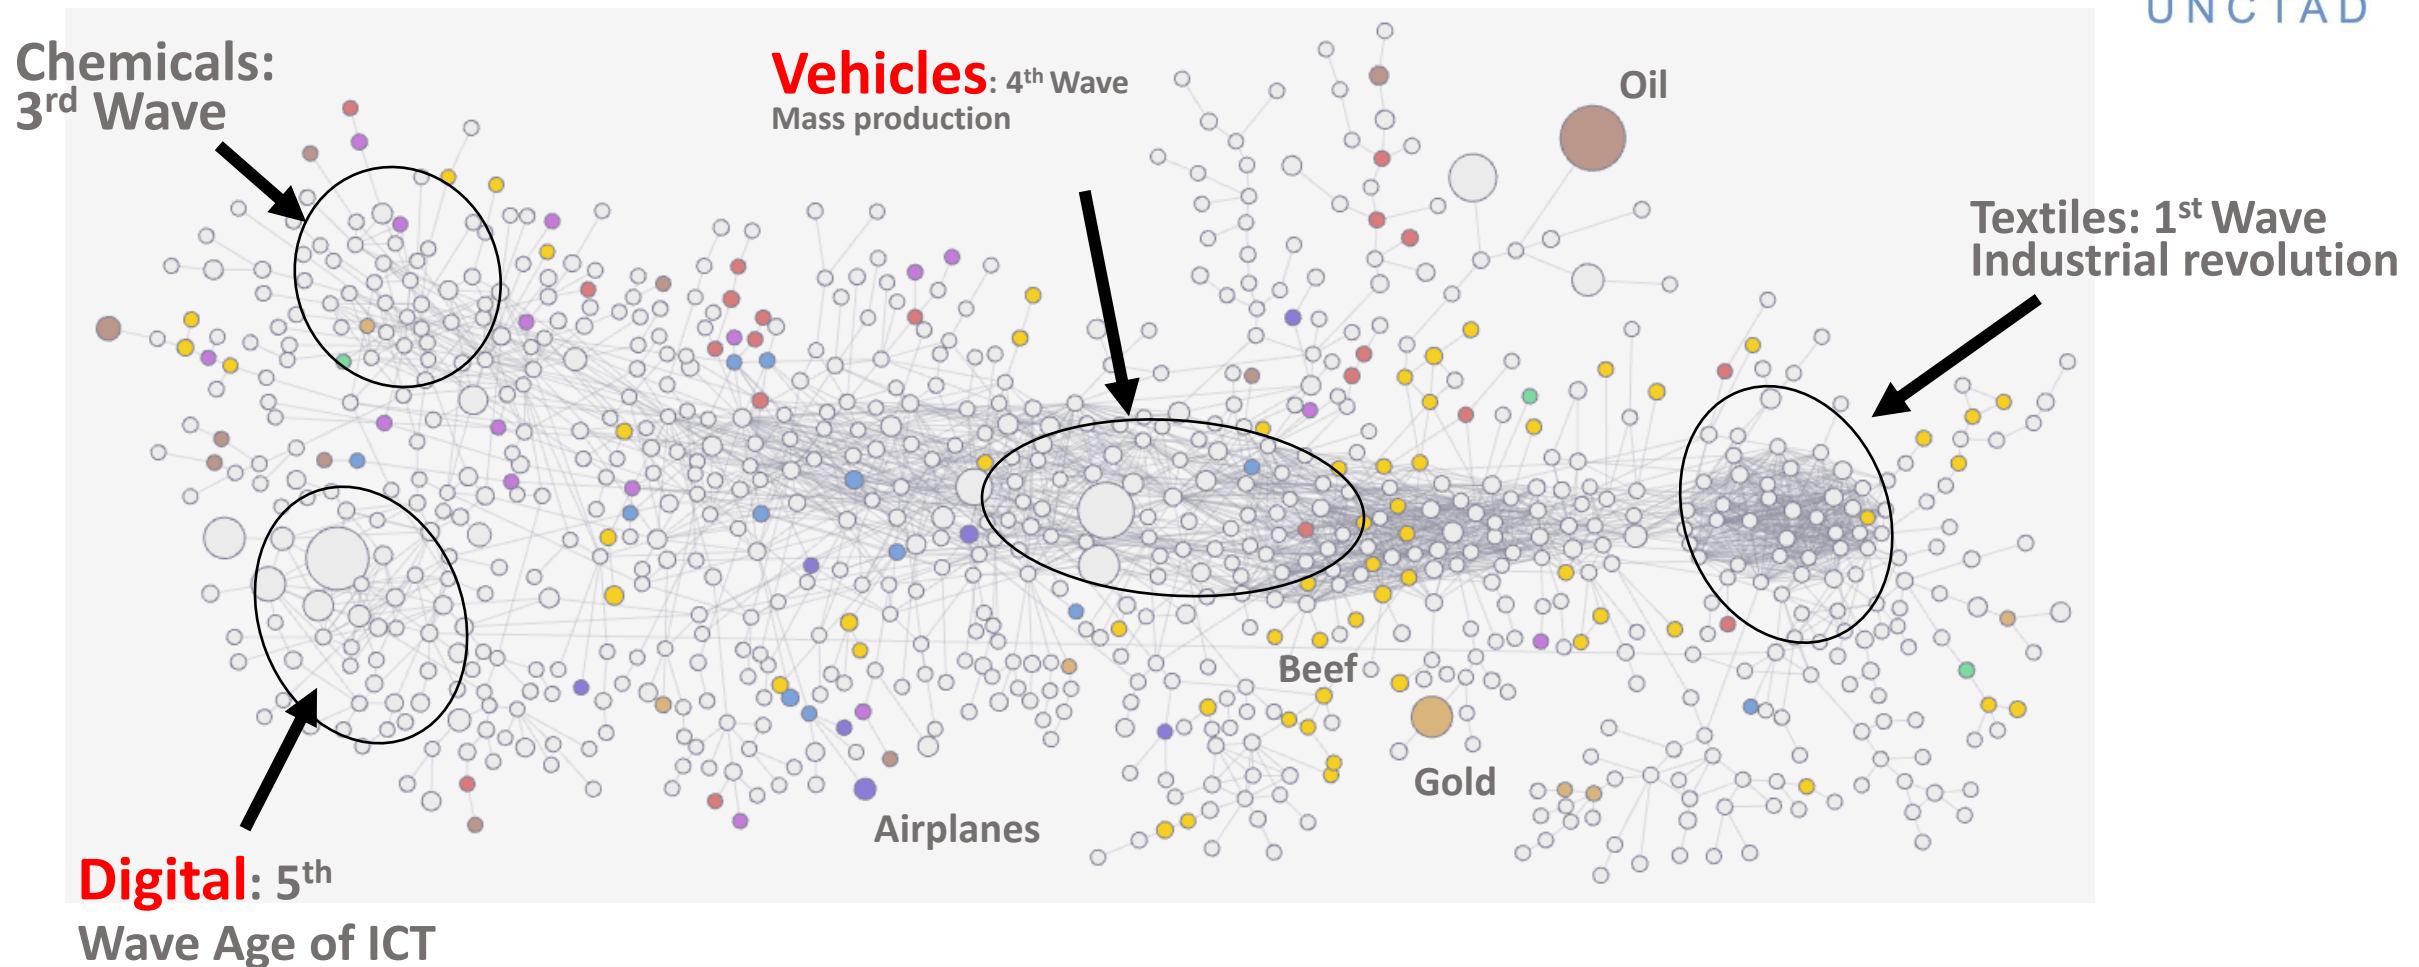 UNCTAD
Chemicals:
3rd Wave
Vehicles: 4th Wave
Mass production
Oil
Textiles: 1st Wave
Industrial revolution
Beef
Gold
Airplanes
Digital: 5th
Wave Age of ICT